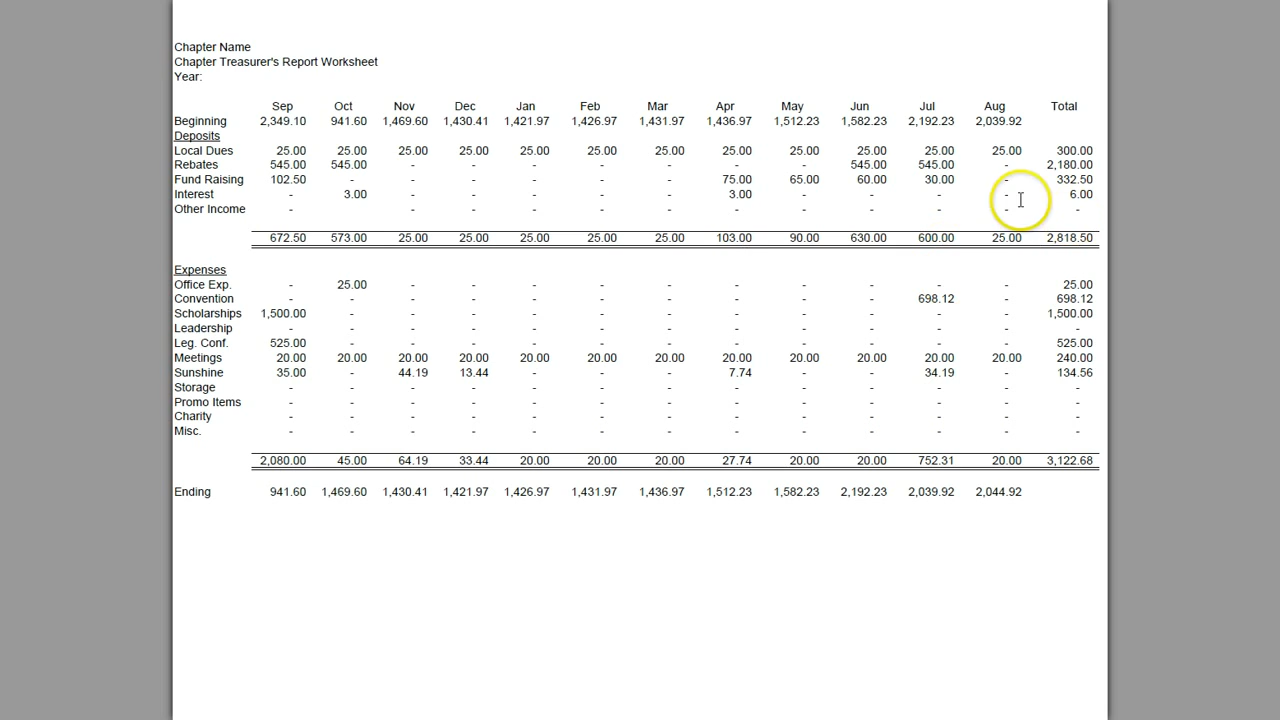 Chapter Name
Chapter Treasurer's Report Worksheet
Year:
Sep Oct Nov Dec Jan Feb Mar Apr May Jun Jul Aug Total
Beginning 2,349.10 941.60 1,469.60 1,430.41 1,421.97 1,426.97 1,431.97 1,436.97 1,512.23 1,582.23 2,192.23 2,039.92
Deposits
Local Dues 25.00 25.00 25.00 25.00 25.00 25.00 25.00 25.00 25.00 25.00 25.00 25.00 300.00
Rebates 545.00 545.00 - - - - - - - 545.00 545.00 - 2,180.00
Fund Raising 102.50 - - - - - - 75.00 65.00 60.00 30.00 - 332.50
Interest - 3.00 - - - - - 3.00 - - - - 6.00
Other Income - - - - - - - - - - - - -
672.50 573.00 25.00 25.00 25.00 25.00 25.00 103.00 90.00 630.00 600.00 25.00 2,818.50
Expenses
Office Exp. - 25.00 - - - - - - - - - - 25.00
Convention - - - - - - - - - - 698.12 - 698.12
Scholarships 1,500.00 - - - - - - - - - - - 1,500.00
Leadership - - - - - - - - - - - - -
Leg. Conf. 525.00 - - - - - - - - - - - 525.00
Meetings 20.00 20.00 20.00 20.00 20.00 20.00 20.00 20.00 20.00 20.00 20.00 20.00 240.00
Sunshine 35.00 - 44.19 13.44 - - - 7.74 - - 34.19 - 134.56
Storage - - - - - - - - - - - - -
Promo Items - - - - - - - - - - - - -
Charity - - - - - - - - - - - - -
Misc. - - - - - - - - - - - - -
2,080.00 45.00 64.19 33.44 20.00 20.00 20.00 27.74 20.00 20.00 752.31 20.00 3,122.68
Ending 941.60 1,469.60 1,430.41 1,421.97 1,426.97 1,431.97 1,436.97 1,512.23 1,582.23 2,192.23 2,039.92 2,044.92